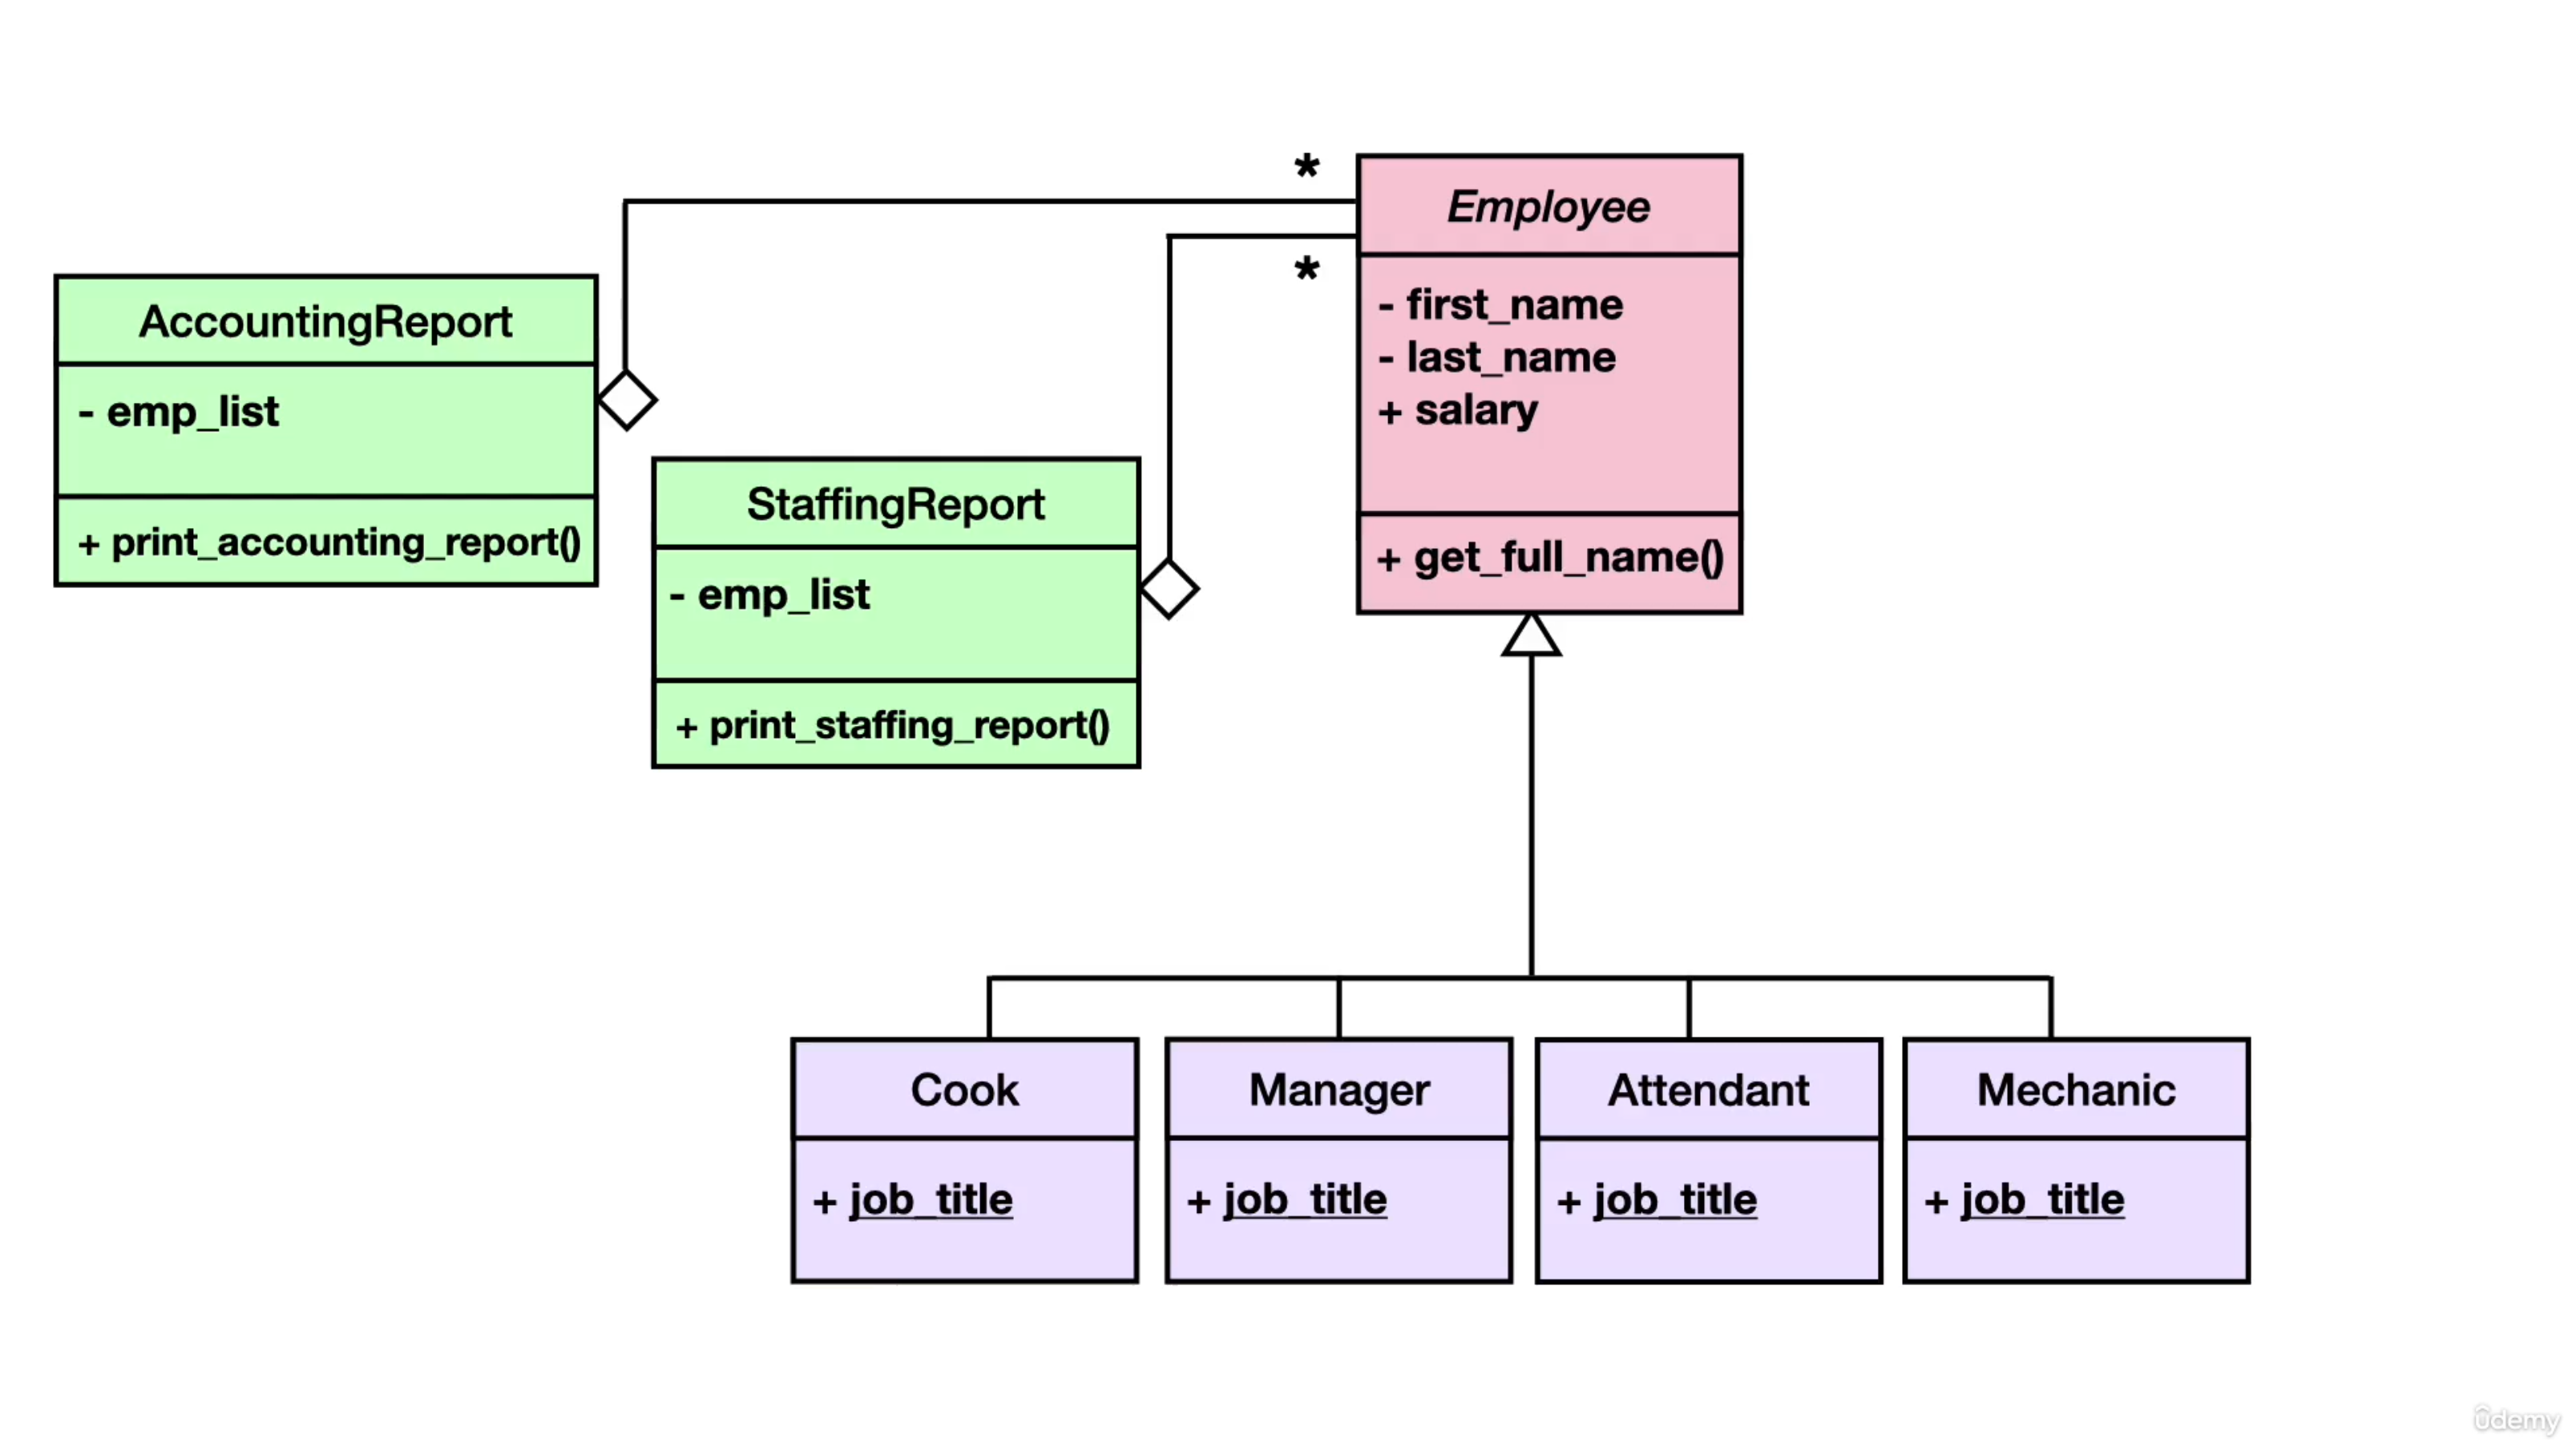 *
Employee
- first_name
- last_name
+ salary
+ get_full_name()
*
AccountingReport
- emp_list
+ print_accounting_report()
StaffingReport
- emp_list
+ print_staffing_report()
Cook
+ job_title
Manager
+ job_title
Attendant
+ job_title
Mechanic
+ job_title
ûdemy